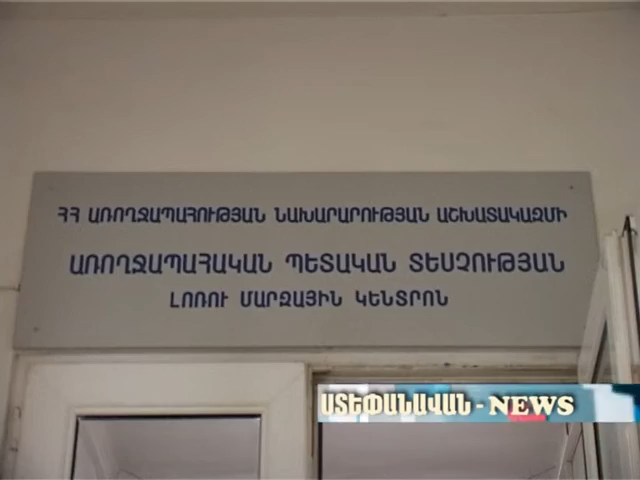 ՀՀ ԱՌՈՂՋԱՊԱՀՈՒԹՅԱՆ ՆԱԽԱՐԱՐՈՒԹՅԱՆ ԱՇԽԱՏԱԿԱԶՄԻ
ԱՌՈՂՋԱՊԱՀԱԿԱՆ ՊԵՏԱԿԱՆ ՏԵՍՉՈՒԹՅԱՆ
ԼՈՌՈՒ ՄԱՐԶԱՅԻՆ ԿԵՆՏՐՈՆ
ՍՏԵՓԱՆԱՎԱՆ - NEWS